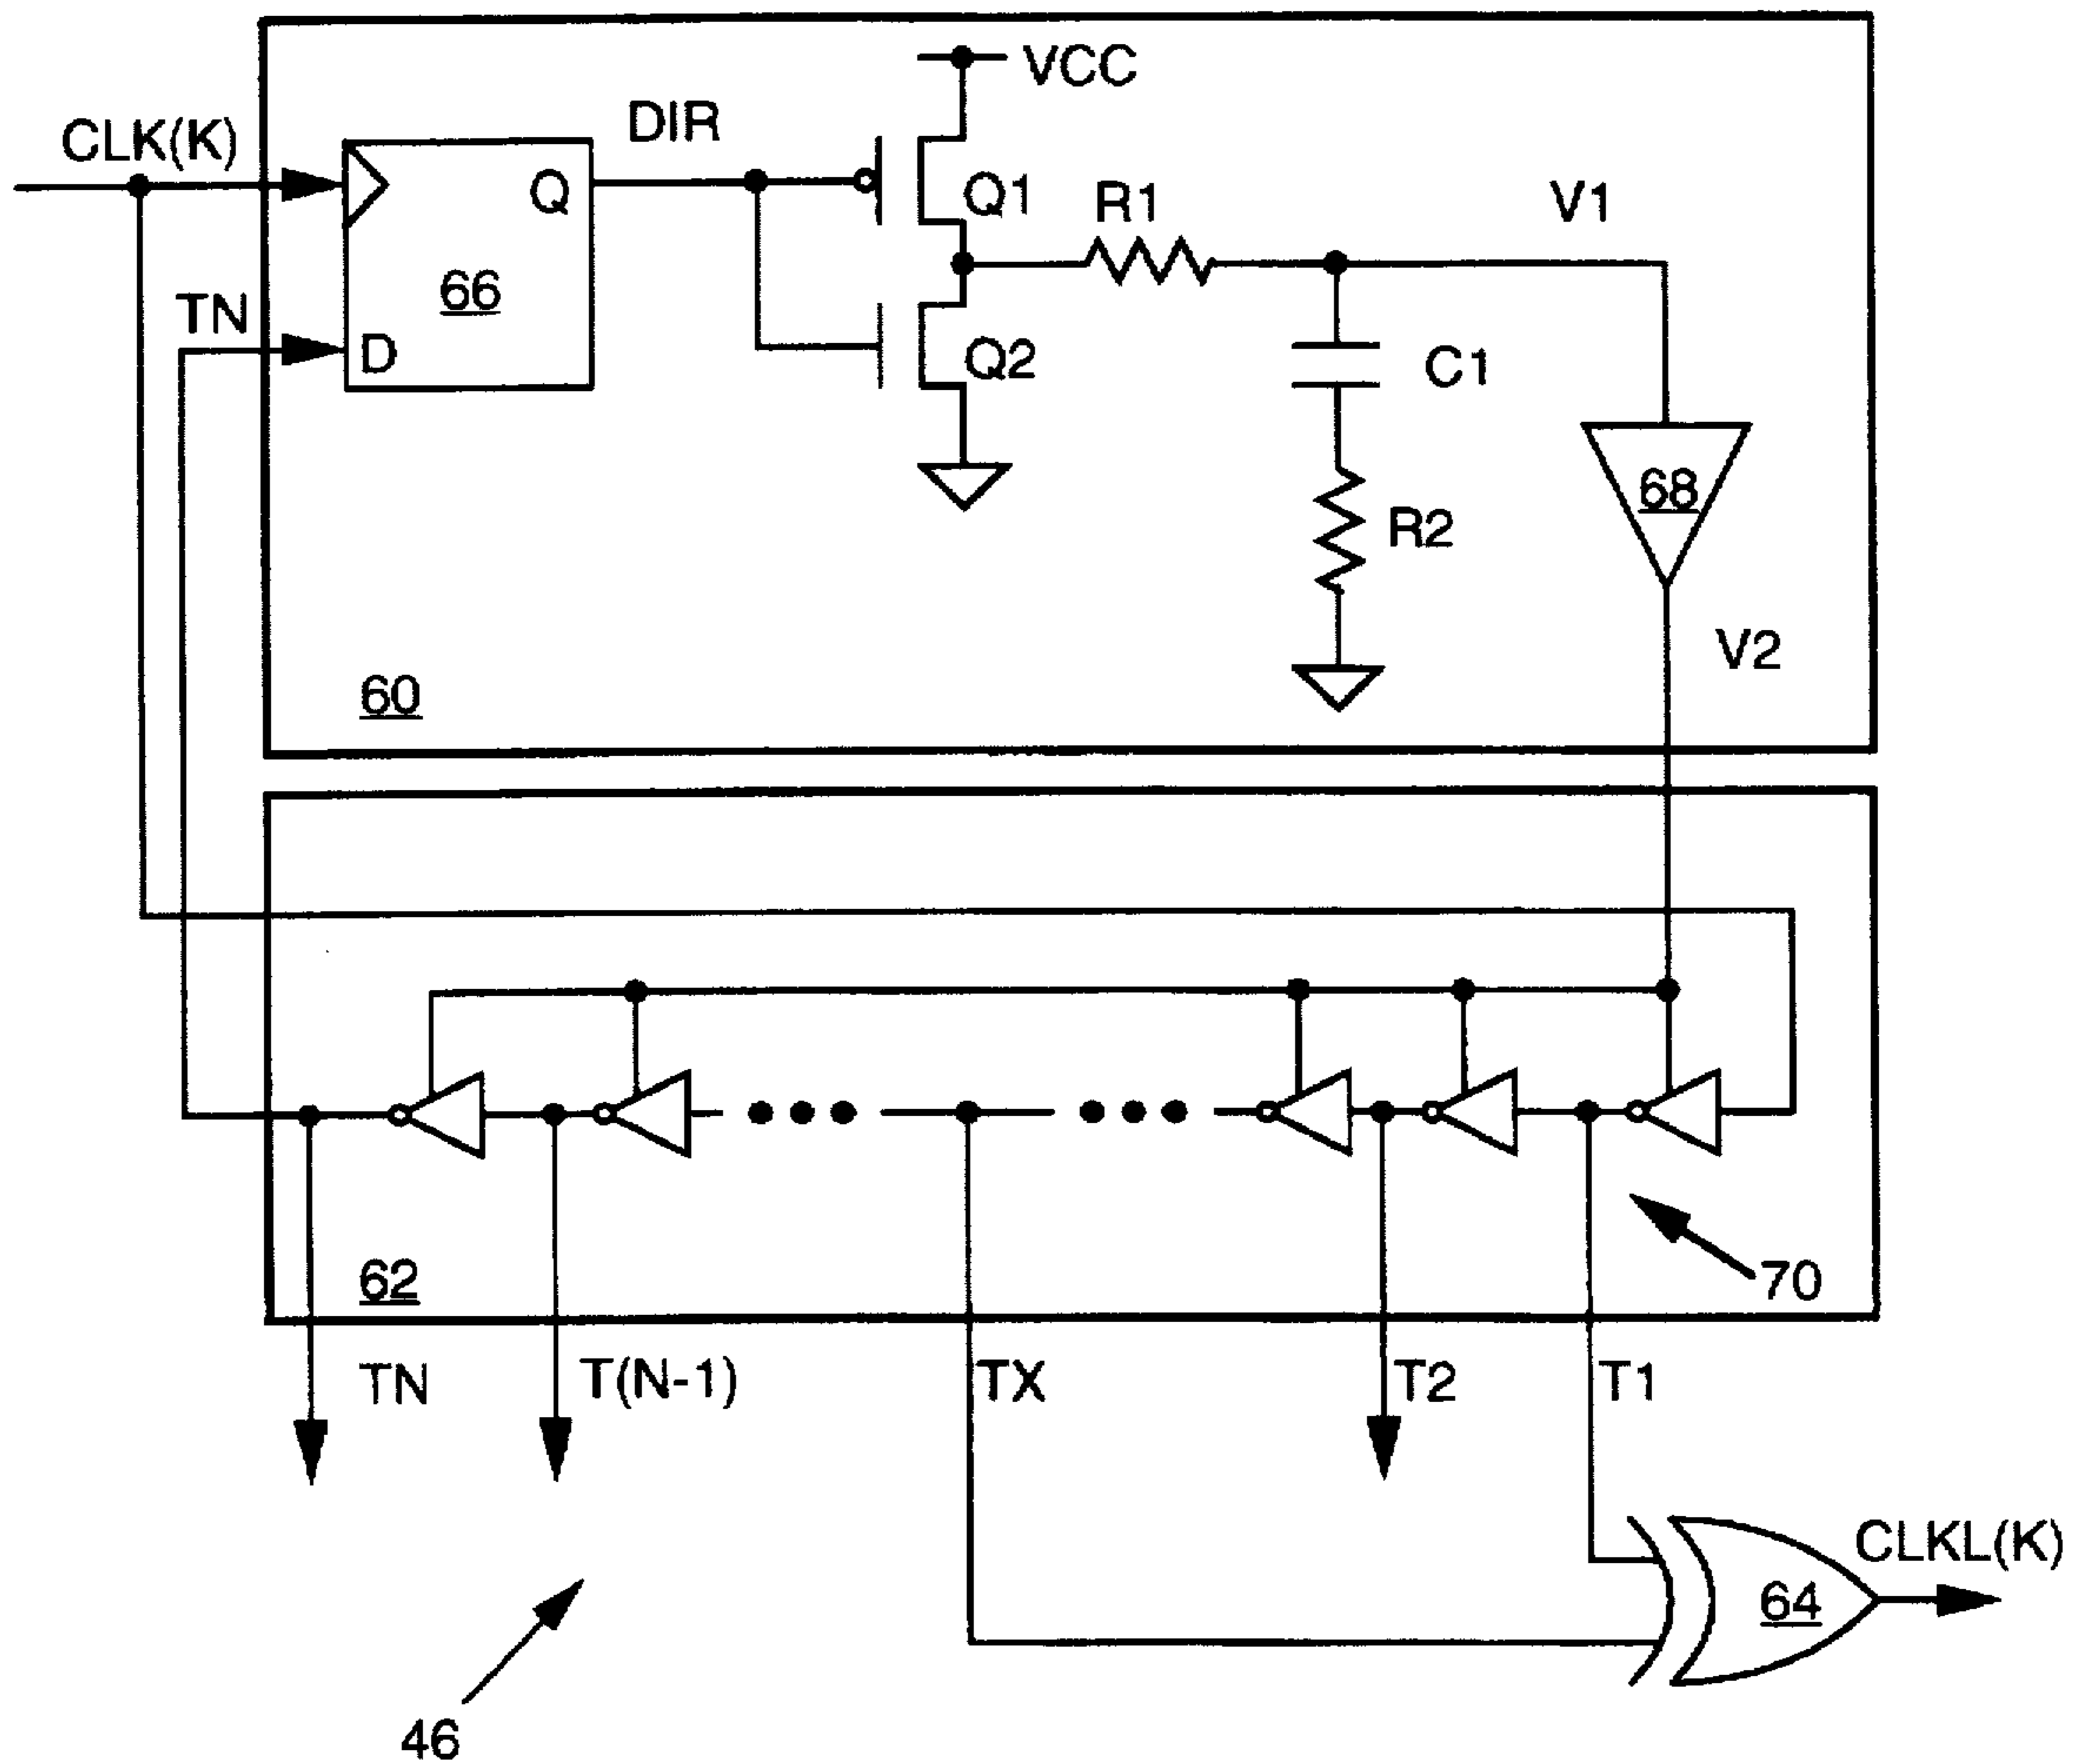 VCC
CLK(K)
DIR
Q
Q1
R1
V1
66
TN
D
Q2
C1
68
R2
V2
60
62
70
TN
T(N-1)
TX
T2
T1
CLKL(K)
64
46